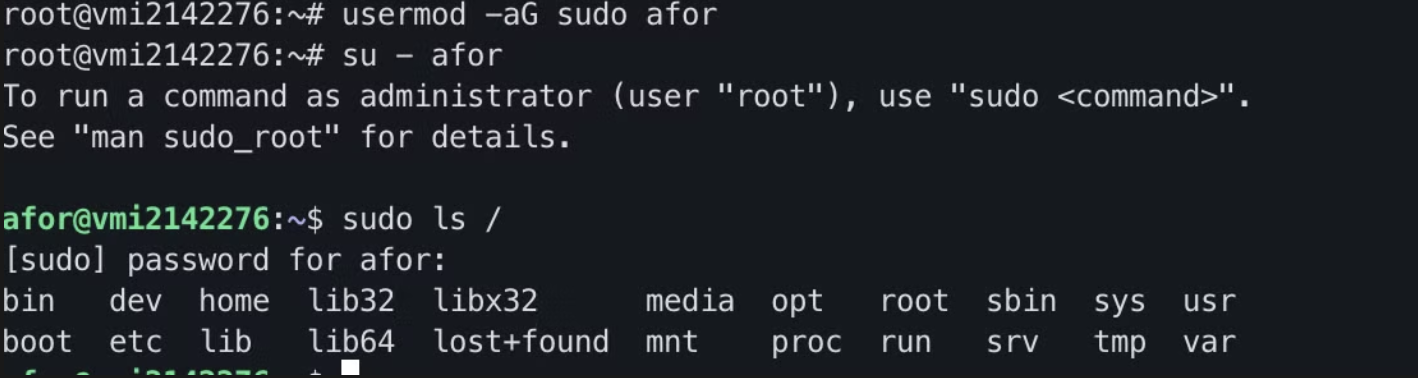 root@vmi2142276:~# usermod -aG sudo afor
root@vmi2142276:~# su - afor
To run a command as administrator (user "root"), use "sudo <command>".
See "man sudo_root" for details.
afor@vmi2142276:~$ sudo ls /
[sudo] password for afor:
bin dev home lib32 libx32 media opt root sbin sys usr
boot etc lib lib64 lost+found mnt proc run srv tmp var